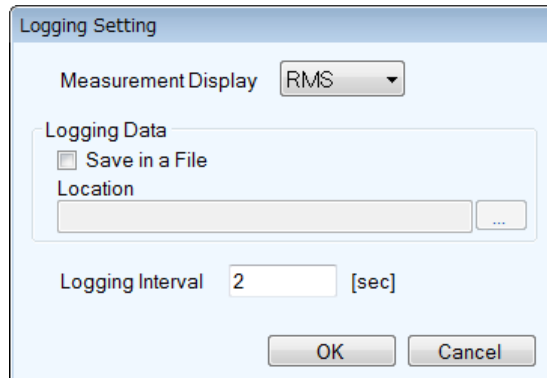 Logging Setting
Measurement Display RMS
Logging Data
Save in a File
Location
...
Logging Interval 2 [sec]
OK Cancel